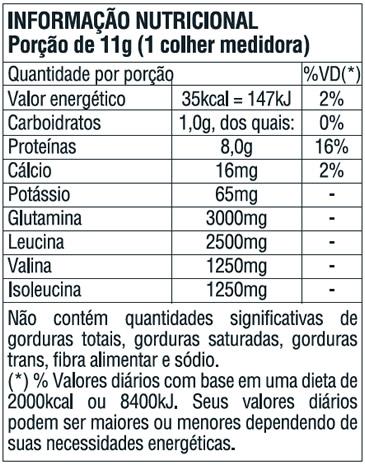 INFORMAÇÃO NUTRICIONAL
Porção de 11g (1 colher medidora)
Quantidade por porção %VD(*)
Valor energético 35kcal = 147kJ 2%
Carboidratos 1,0g, dos quais: 0%
Proteínas 8,0g 16%
Cálcio 16mg 2%
Potássio 65mg -
Glutamina 3000mg -
Leucina 2500mg -
Valina 1250mg -
Isoleucina 1250mg -
Não contém quantidades significativas de
gorduras totais, gorduras saturadas, gorduras
trans, fibra alimentar e sódio.
(*) % Valores diários com base em uma dieta de
2000kcal ou 8400kJ. Seus valores diários
podem ser maiores ou menores dependendo de
suas necessidades energéticas.